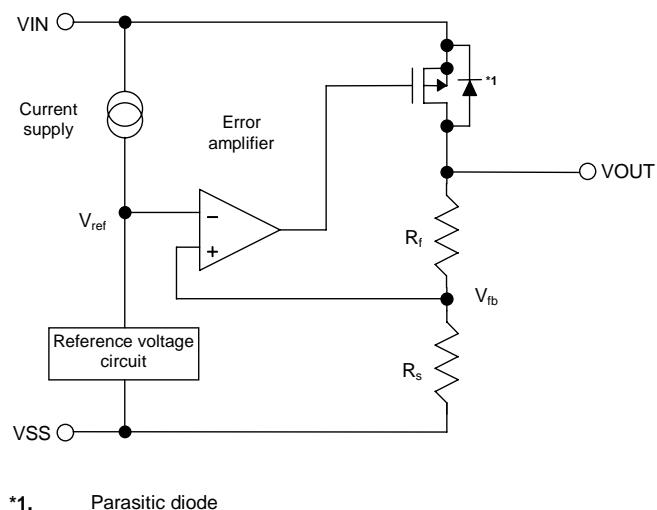 VIN
*1
Current
supply
Error
amplifier
VOUT
Vref
−
+
Rf
Vfb
Reference voltage
circuit
Rs
VSS
*1. Parasitic diode